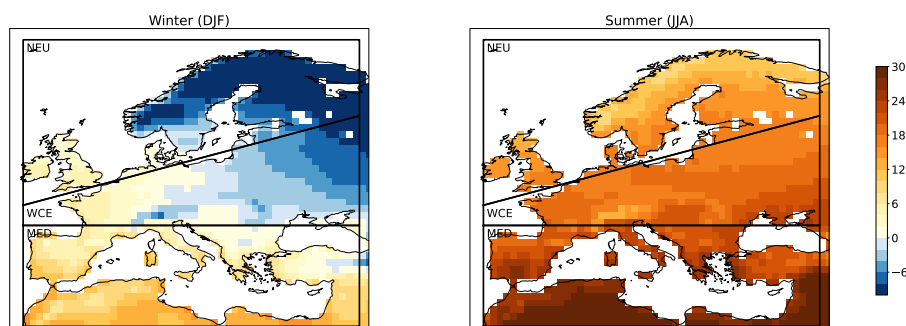 Winter (DJF)
NEU
WCE
MED
Summer (JJA)
NEU
WCE
MED
30
24
18
12
6
0
−6